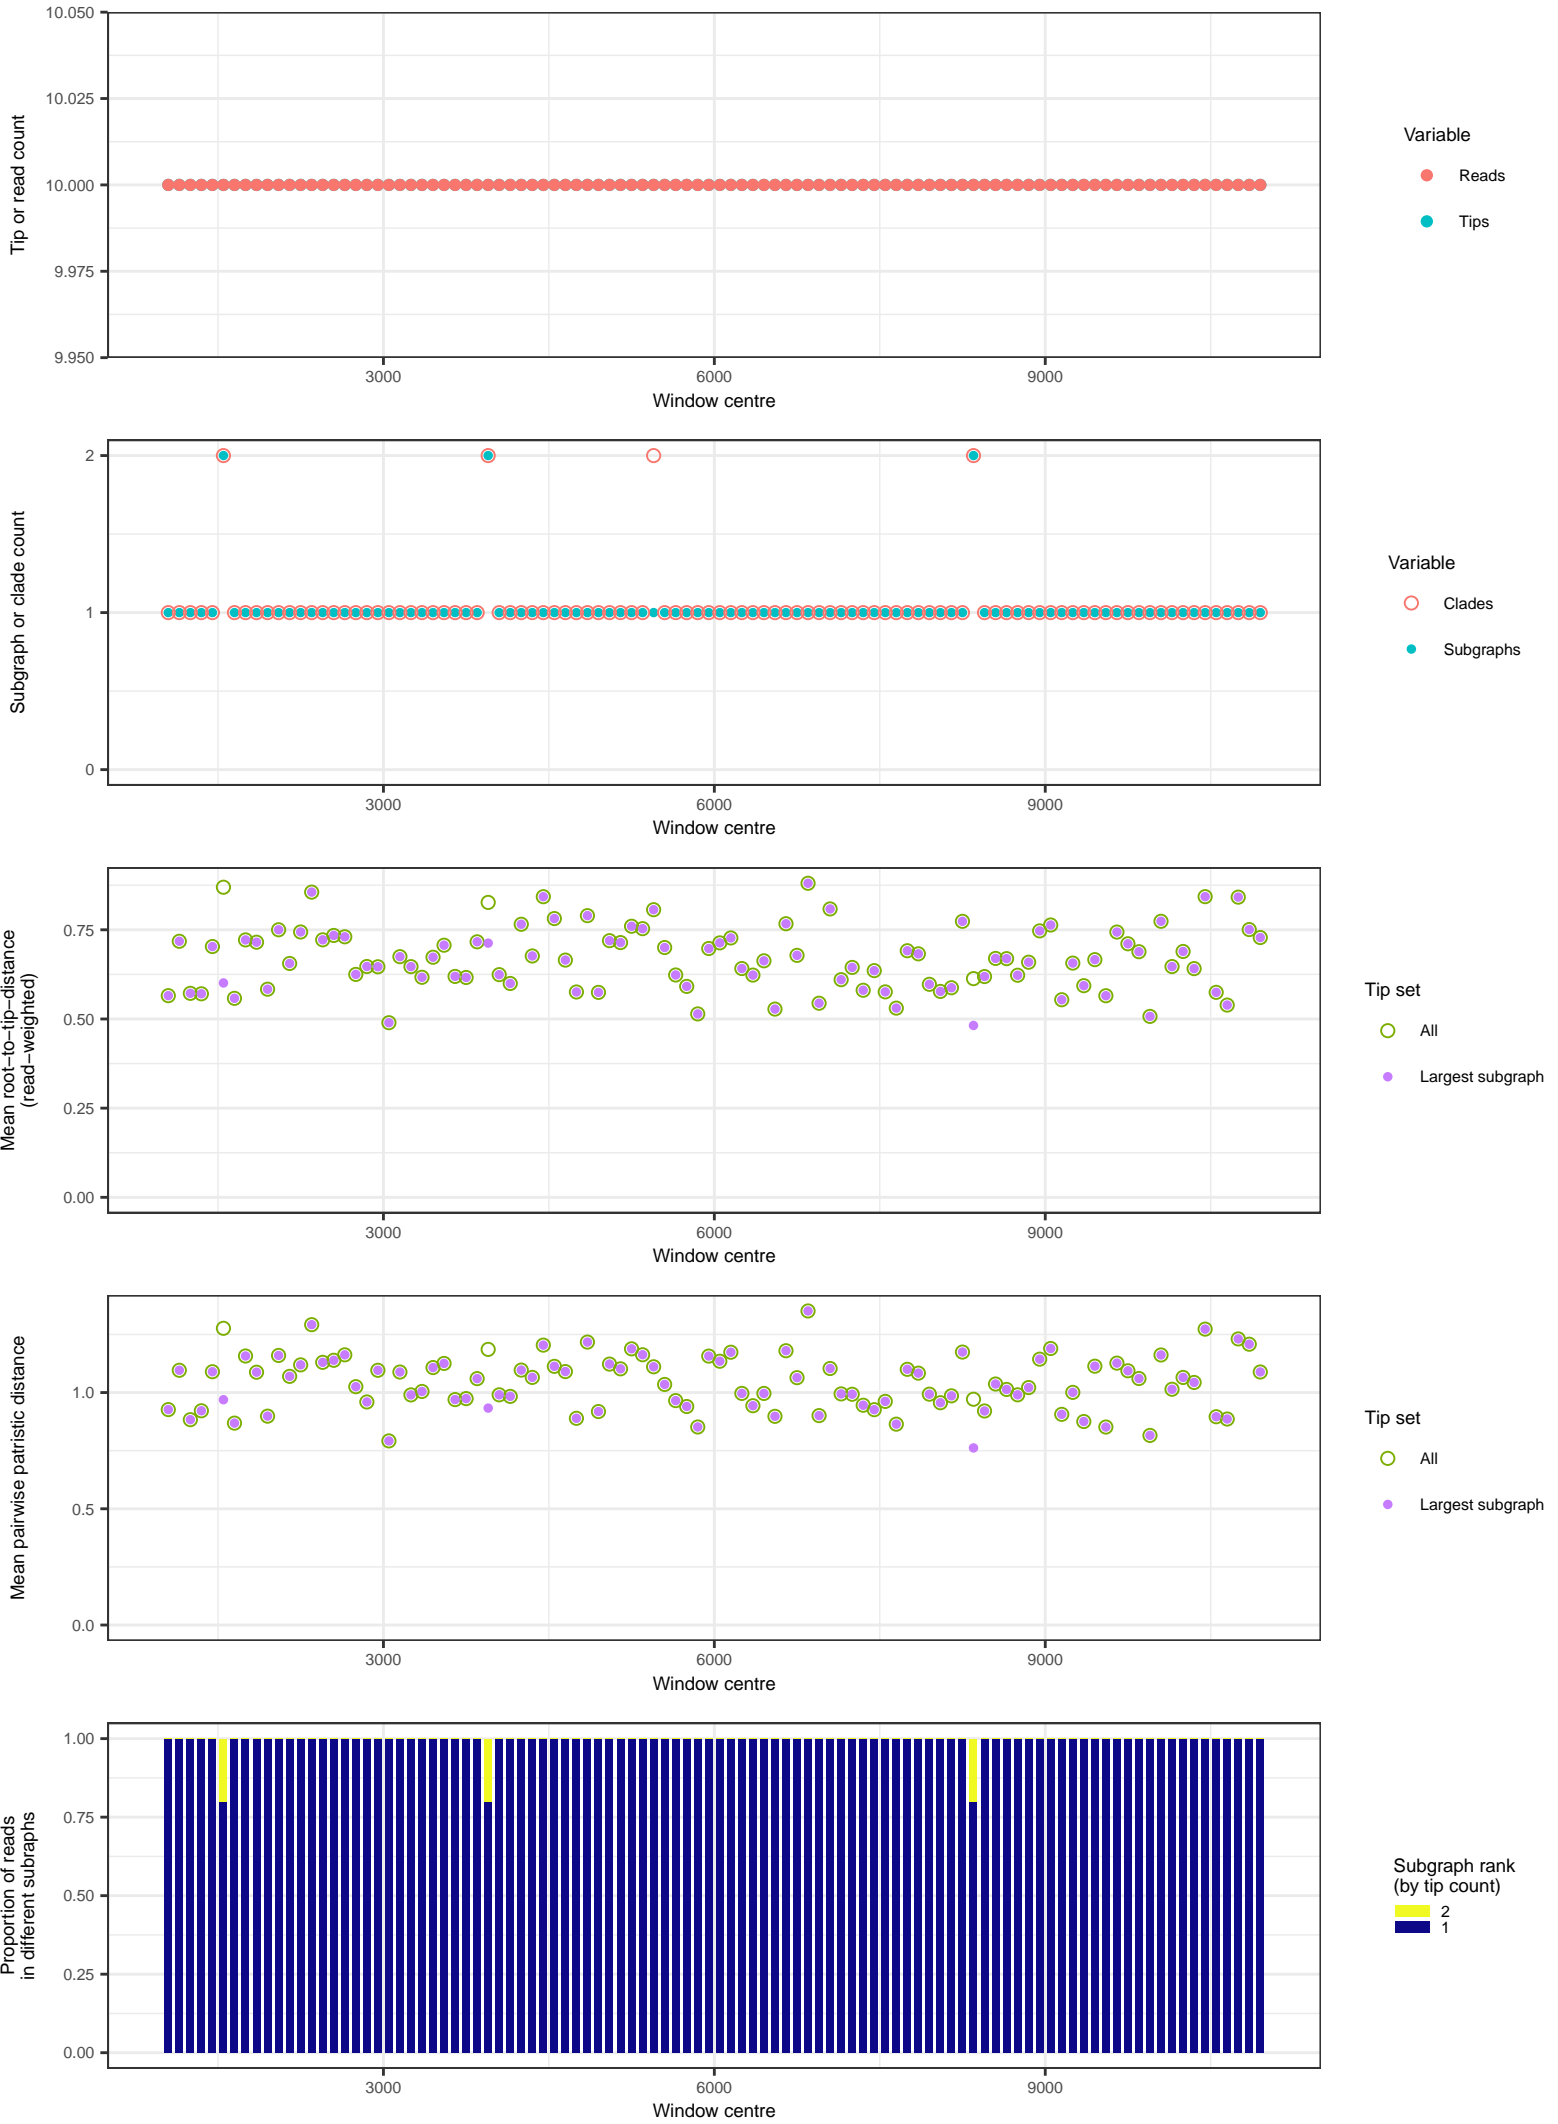 10.050
10.025
10.000
9.975
9.950
Tip or read count
3000 6000 9000
Window centre
Variable
Reads
Tips
2
1
0
Subgraph or clade count
3000 6000 9000
Window centre
Variable
Clades
Subgraphs
0.75
0.50
0.25
0.00
Mean root−to−tip−distance
(read−weighted)
3000 6000 9000
Window centre
Tip set
All
Largest subgraph
1.0
0.5
0.0
Mean pairwise patristic distance
3000 6000 9000
Window centre
Tip set
All
Largest subgraph
1.00
0.75
0.50
0.25
0.00
Proportion of reads
in different subraphs
3000 6000 9000
Window centre
Subgraph rank
(by tip count)
2
1